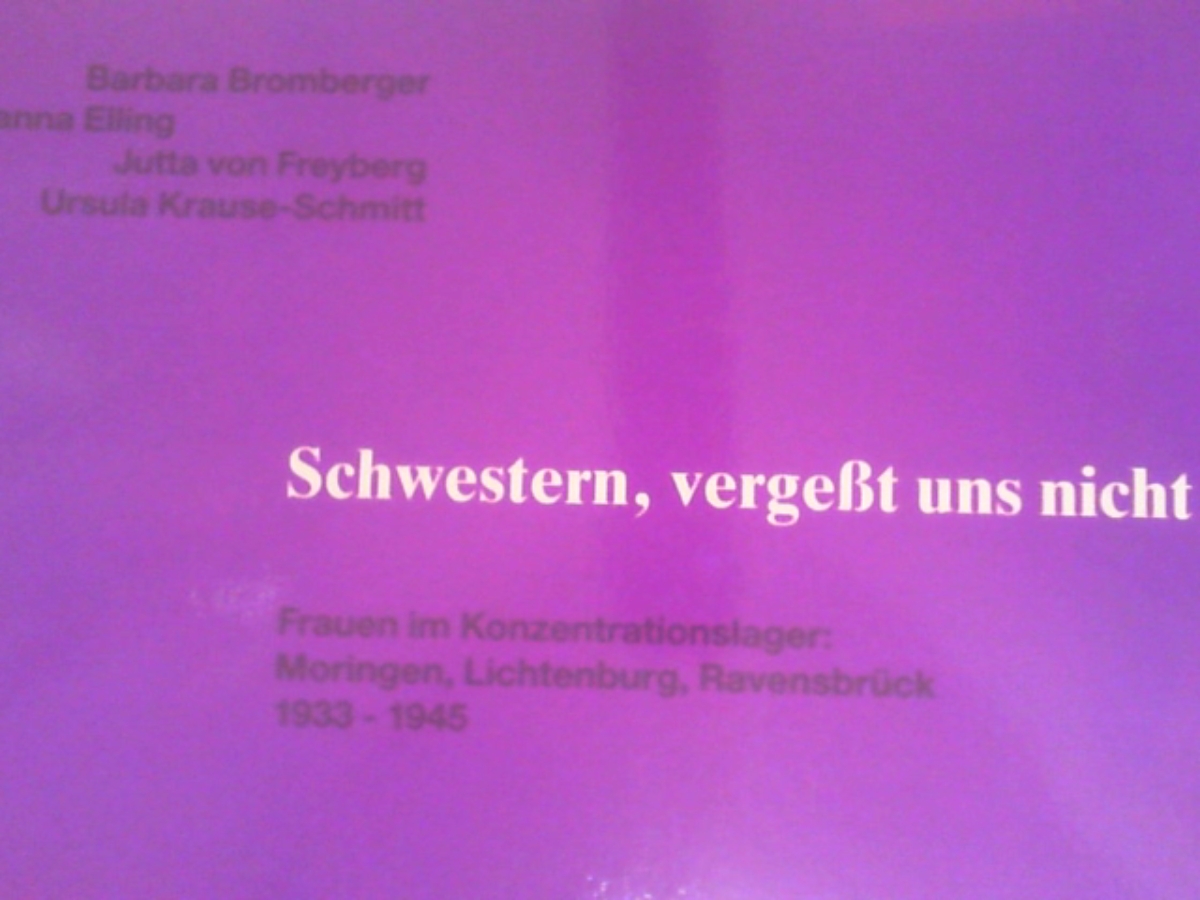 Barbara Bromberger
anna Elling
Jutta von Freyberg
Ursula Krause-Schmitt
Schwestern, vergeßt uns nicht
Frauen im Konzentrationslager:
Moringen, Lichtenburg, Ravensbrück
1933 - 1945